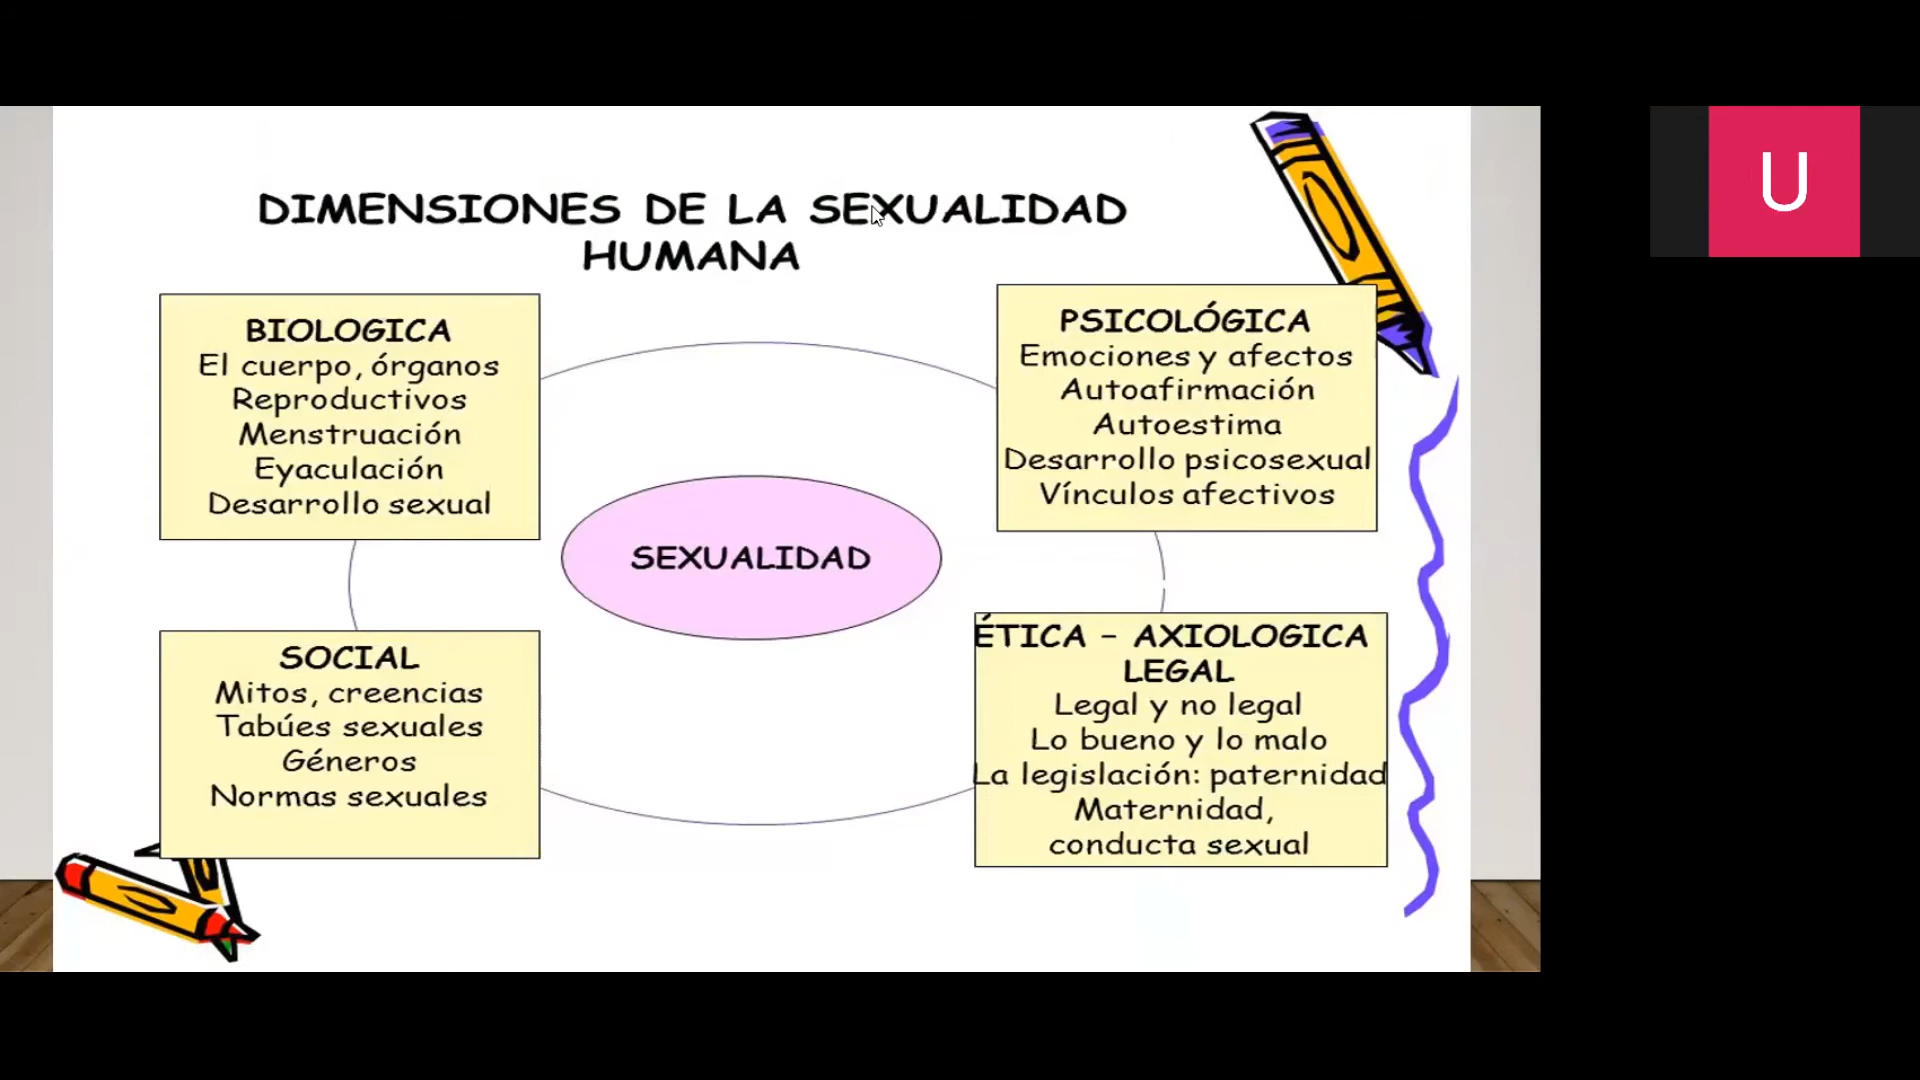 DIMENSIONES DE LA SEXUALIDAD
HUMANA
BIOLOGICA
El cuerpo, órganos
Reproductivos
Menstruación
Eyaculación
Desarrollo sexual
PSICOLÓGICA
Emociones y afectos
Autoafirmación
Autoestima
Desarrollo psicosexual
Vínculos afectivos
SEXUALIDAD
SOCIAL
Mitos, creencias
Tabúes sexuales
Géneros
Normas sexuales
ÉTICA – AXIOLOGICA
LEGAL
Legal y no legal
Lo bueno y lo malo
La legislación: paternidad
Maternidad,
conducta sexual
U